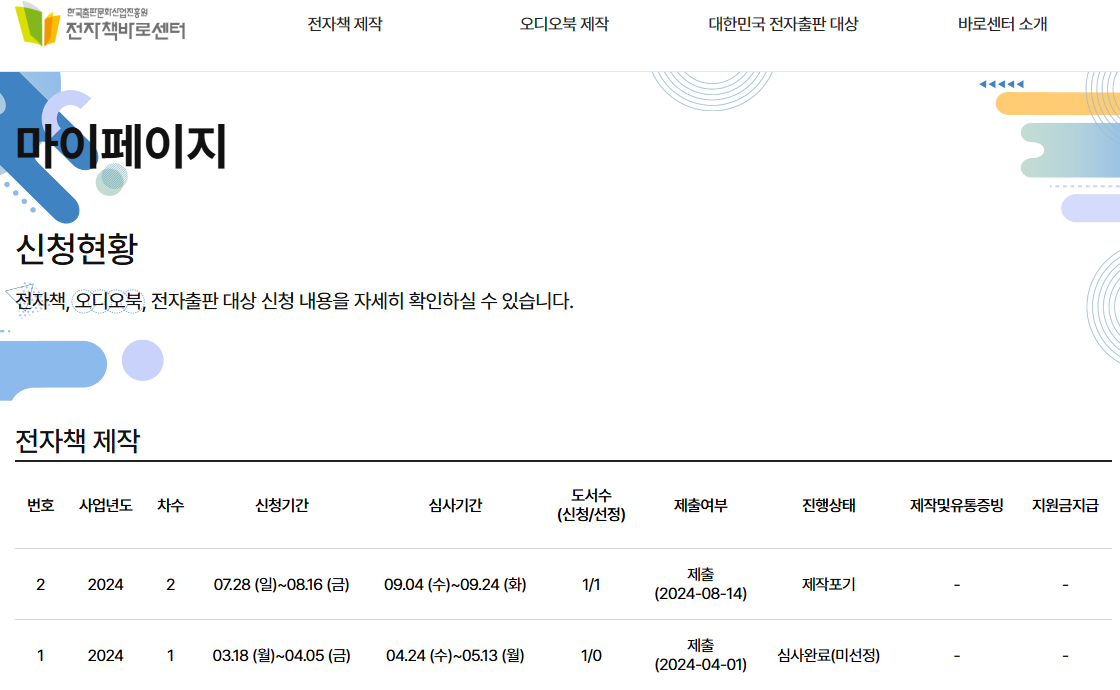 한국출판문화산업진흥원
전자책바로센터
전자책 제작
오디오북 제작
대한민국 전자출판 대상
바로센터 소개
마이페이지
신청현황
전자책, 오디오북, 전자출판 대상 신청 내용을 자세히 확인하실 수 있습니다.
전자책 제작
번호 사업년도 차수 신청기간 심사기간 도서수 (신청/선정) 제출여부 진행상태 제작및유통증빙 지원금지급
2 2024 2 07.28 (일)~08.16 (금) 09.04 (수)~09.24 (화) 1/1 제출 (2024-08-14) 제작포기 - -
1 2024 1 03.18 (월)~04.05 (금) 04.24 (수)~05.13 (월) 1/0 제출 (2024-04-01) 심사완료(미선정) - -